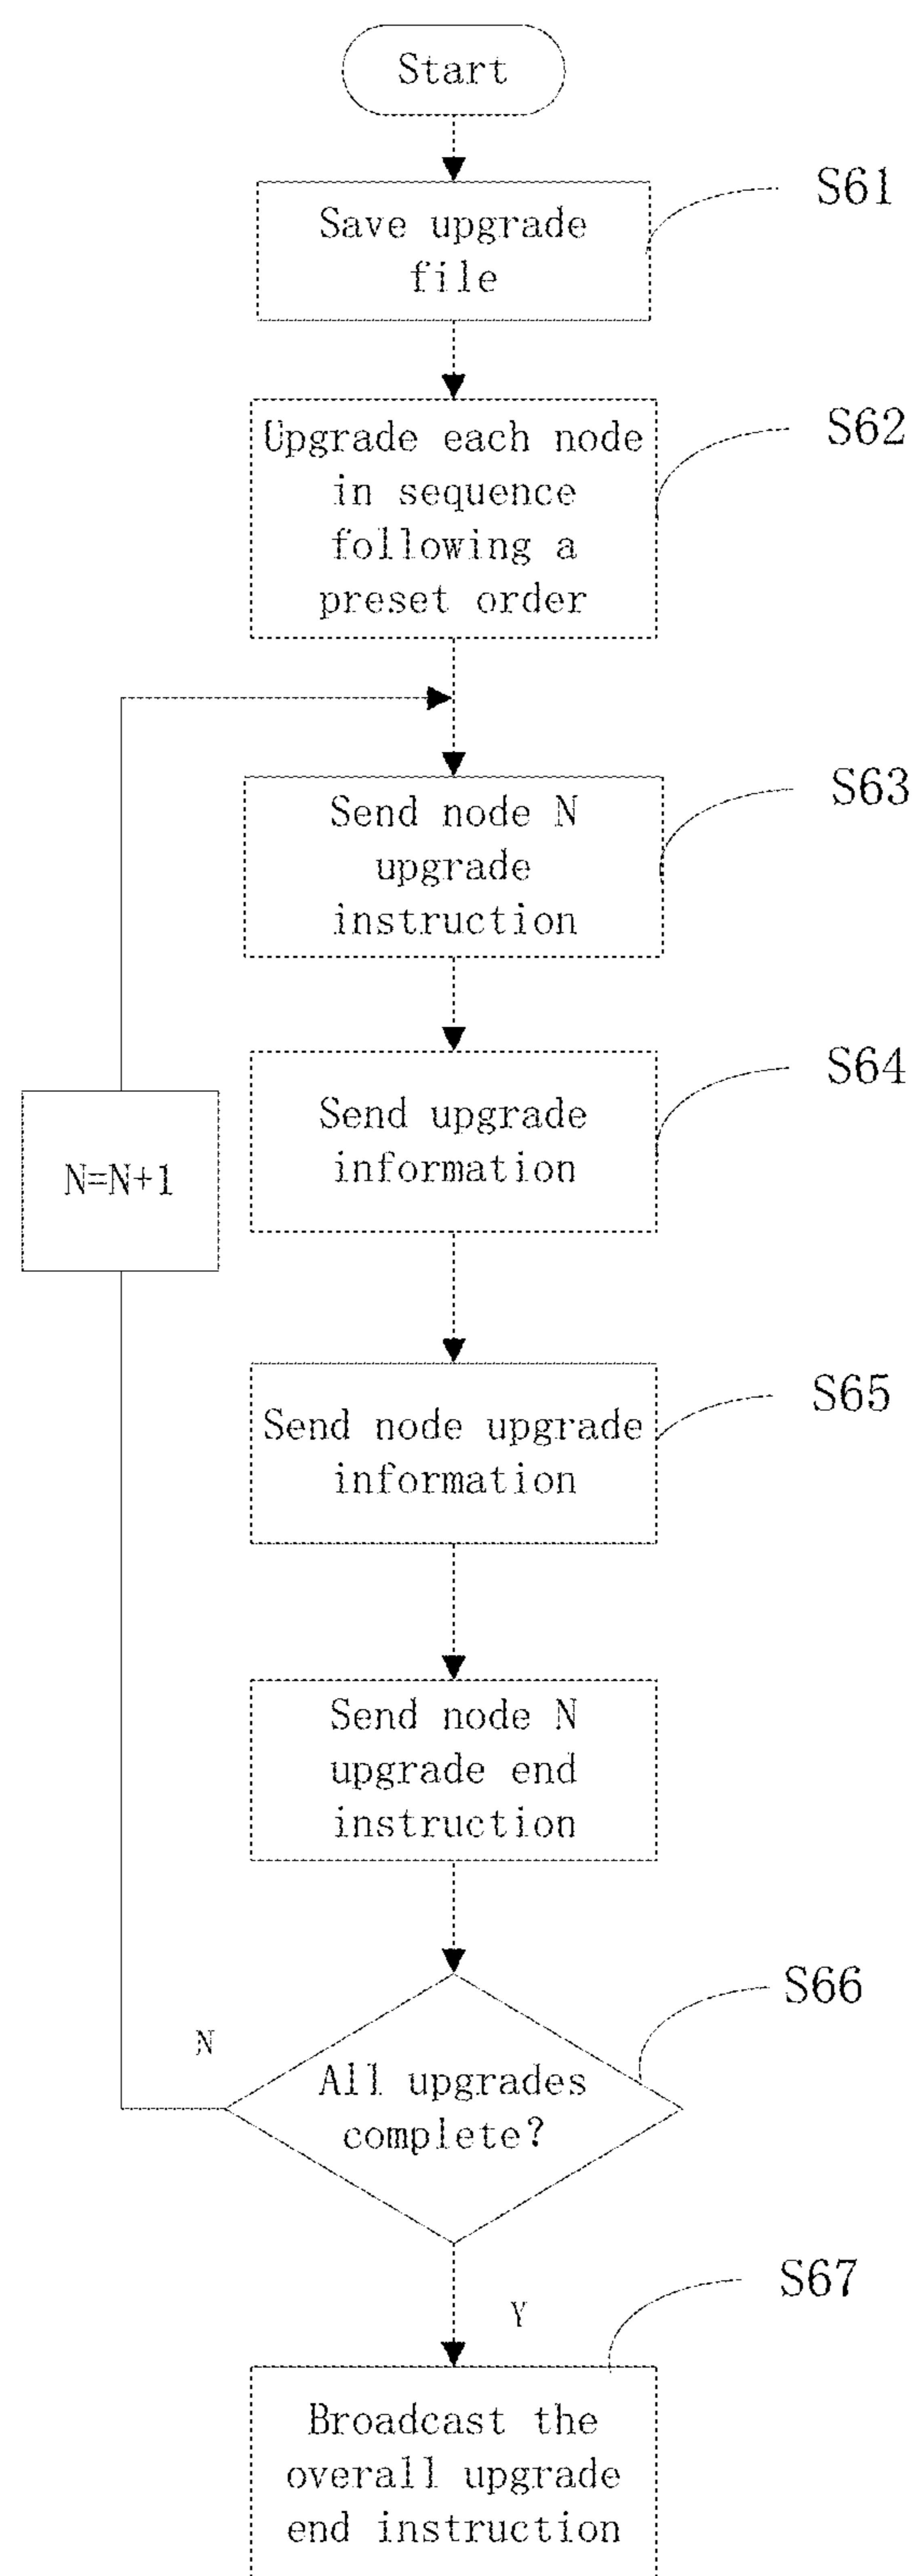 Start
S61
Save upgrade
file
S62
Upgrade each node
in sequence
following a
preset order
S63
Send node N
upgrade
instruction
S64
Send upgrade
information
N=N+1
S65
Send node upgrade
information
Send node N
upgrade end
instruction
S66
N
All upgrades
complete?
S67
Y
Broadcast the
overall upgrade
end instruction